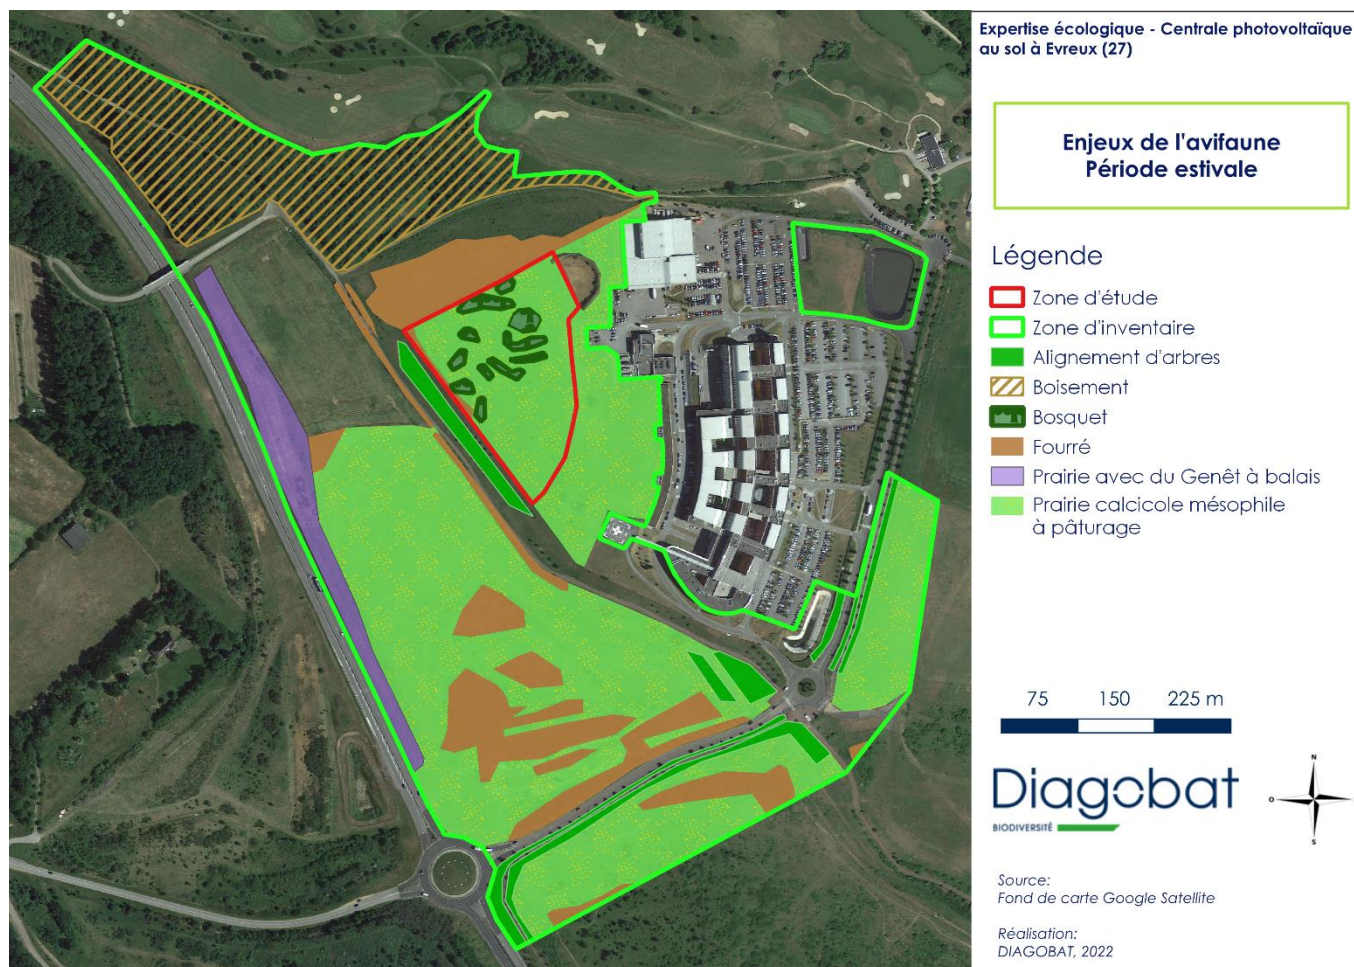 Expertise écologique - Centrale photovoltaïque
au sol à Evreux (27)
Enjeux de l'avifaune
Période estivale
Légende
Zone d'étude
Zone d'inventaire
Alignement d'arbres
Boisement
Bosquet
Fourré
Prairie avec du Genêt à balais
Prairie calcicole mésophile
à pâturage
75 150 225 m
Diagobat
BIODIVERSITÉ
N
O
S
Source:
Fond de carte Google Satellite
Réalisation:
DIAGOBAT, 2022